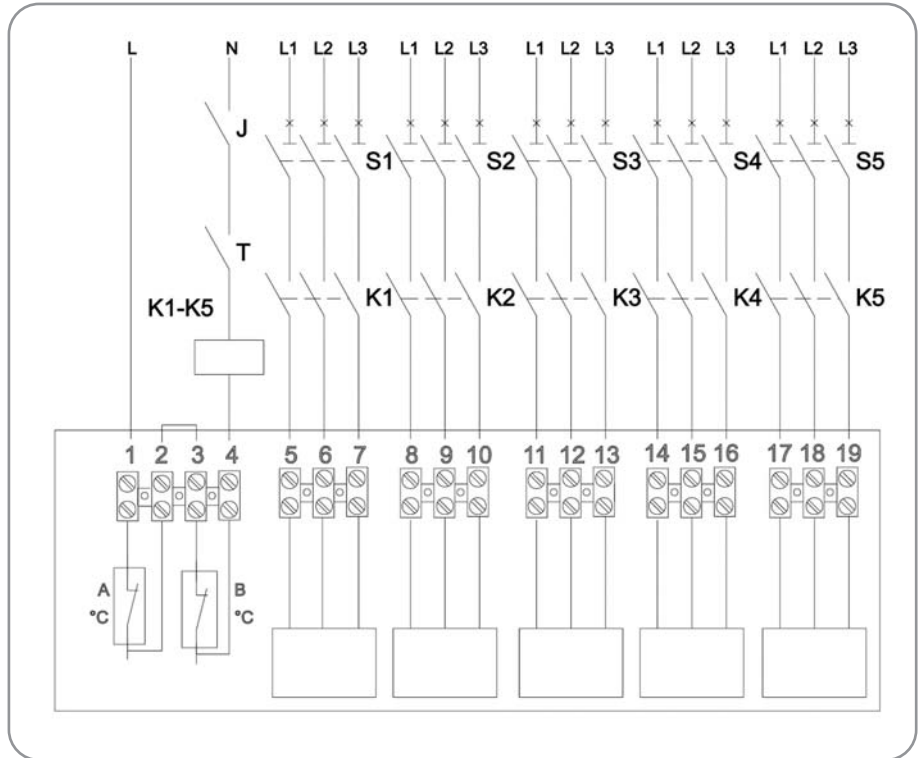 L N L1 L2 L3 L1 L2 L3 L1 L2 L3 L1 L2 L3 L1 L2 L3
J
S1 S2 S3 S4 S5
T
K1-K5 K1 K2 K3 K4 K5
1 2 3 4 5 6 7 8 9 10 11 12 13 14 15 16 17 18 19
A B
°C °C